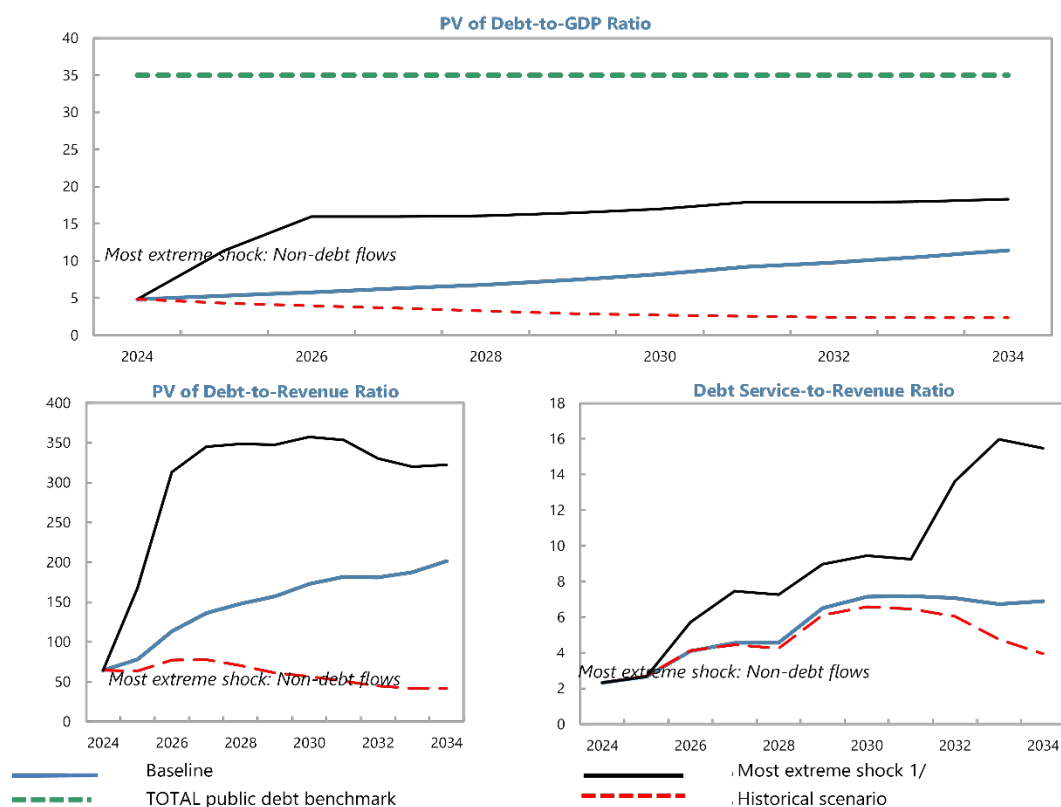 PV of Debt-to-GDP Ratio
40
35
30
25
20
15
10
5
0
Most extreme shock: Non-debt flows
2024 2026 2028 2030 2032 2034
PV of Debt-to-Revenue Ratio
400
350
300
250
200
150
100
50
0
Most extreme shock: Non-debt flows
2024 2026 2028 2030 2032 2034
Debt Service-to-Revenue Ratio
18
16
14
12
10
8
6
4
2
0
Most extreme shock: Non-debt flows
2024 2026 2028 2030 2032 2034
Baseline
Most extreme shock 1/
TOTAL public debt benchmark
Historical scenario